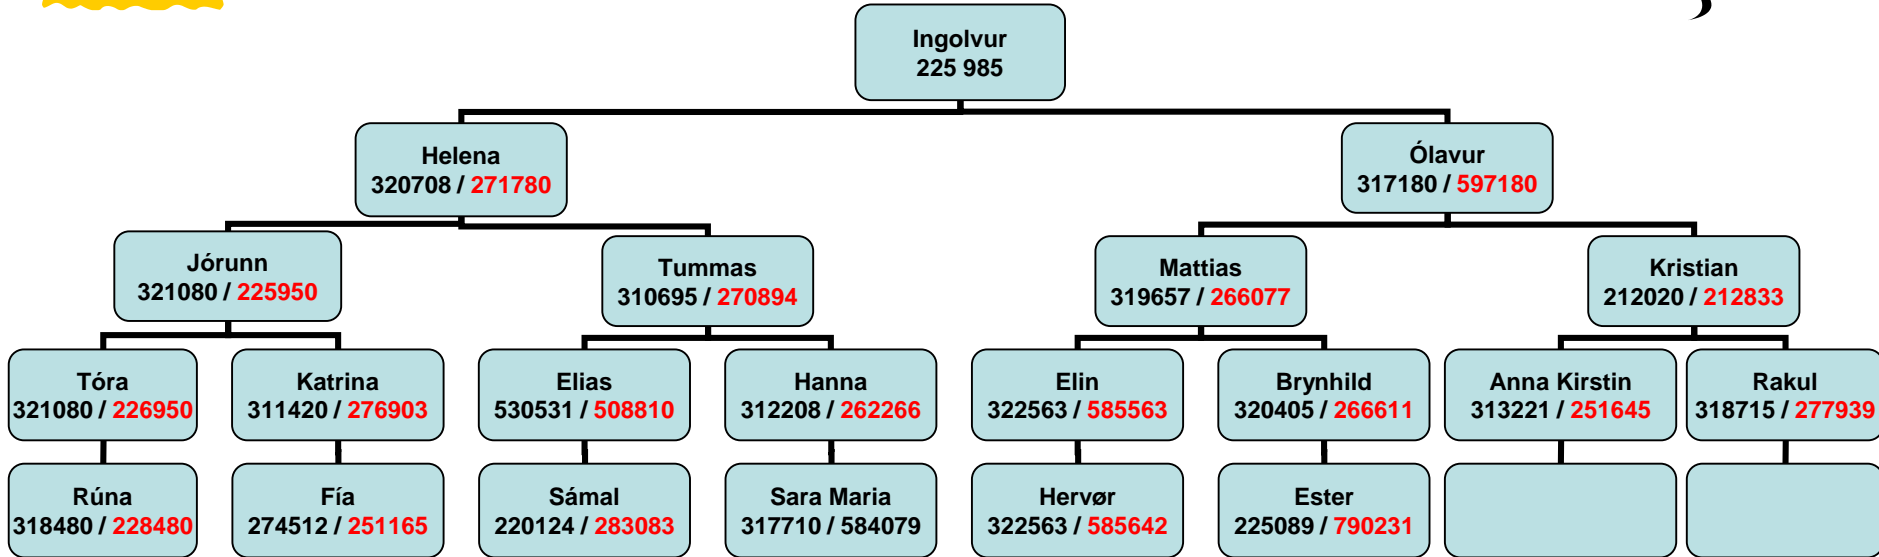 Ingolvur
225 985
Helena
320708 / 271780
Ólavur
317180 / 597180
Jórunn
321080 / 225950
Tummas
310695 / 270894
Mattias
319657 / 266077
Kristian
212020 / 212833
Tóra
321080 / 226950
Katrina
311420 / 276903
Elias
530531 / 508810
Hanna
312208 / 262266
Elin
322563 / 585563
Brynhild
320405 / 266611
Anna Kirstin
313221 / 251645
Rakul
318715 / 277939
Rúna
318480 / 228480
Fía
274512 / 251165
Sámal
220124 / 283083
Sara Maria
317710 / 584079
Hervør
322563 / 585642
Ester
225089 / 790231